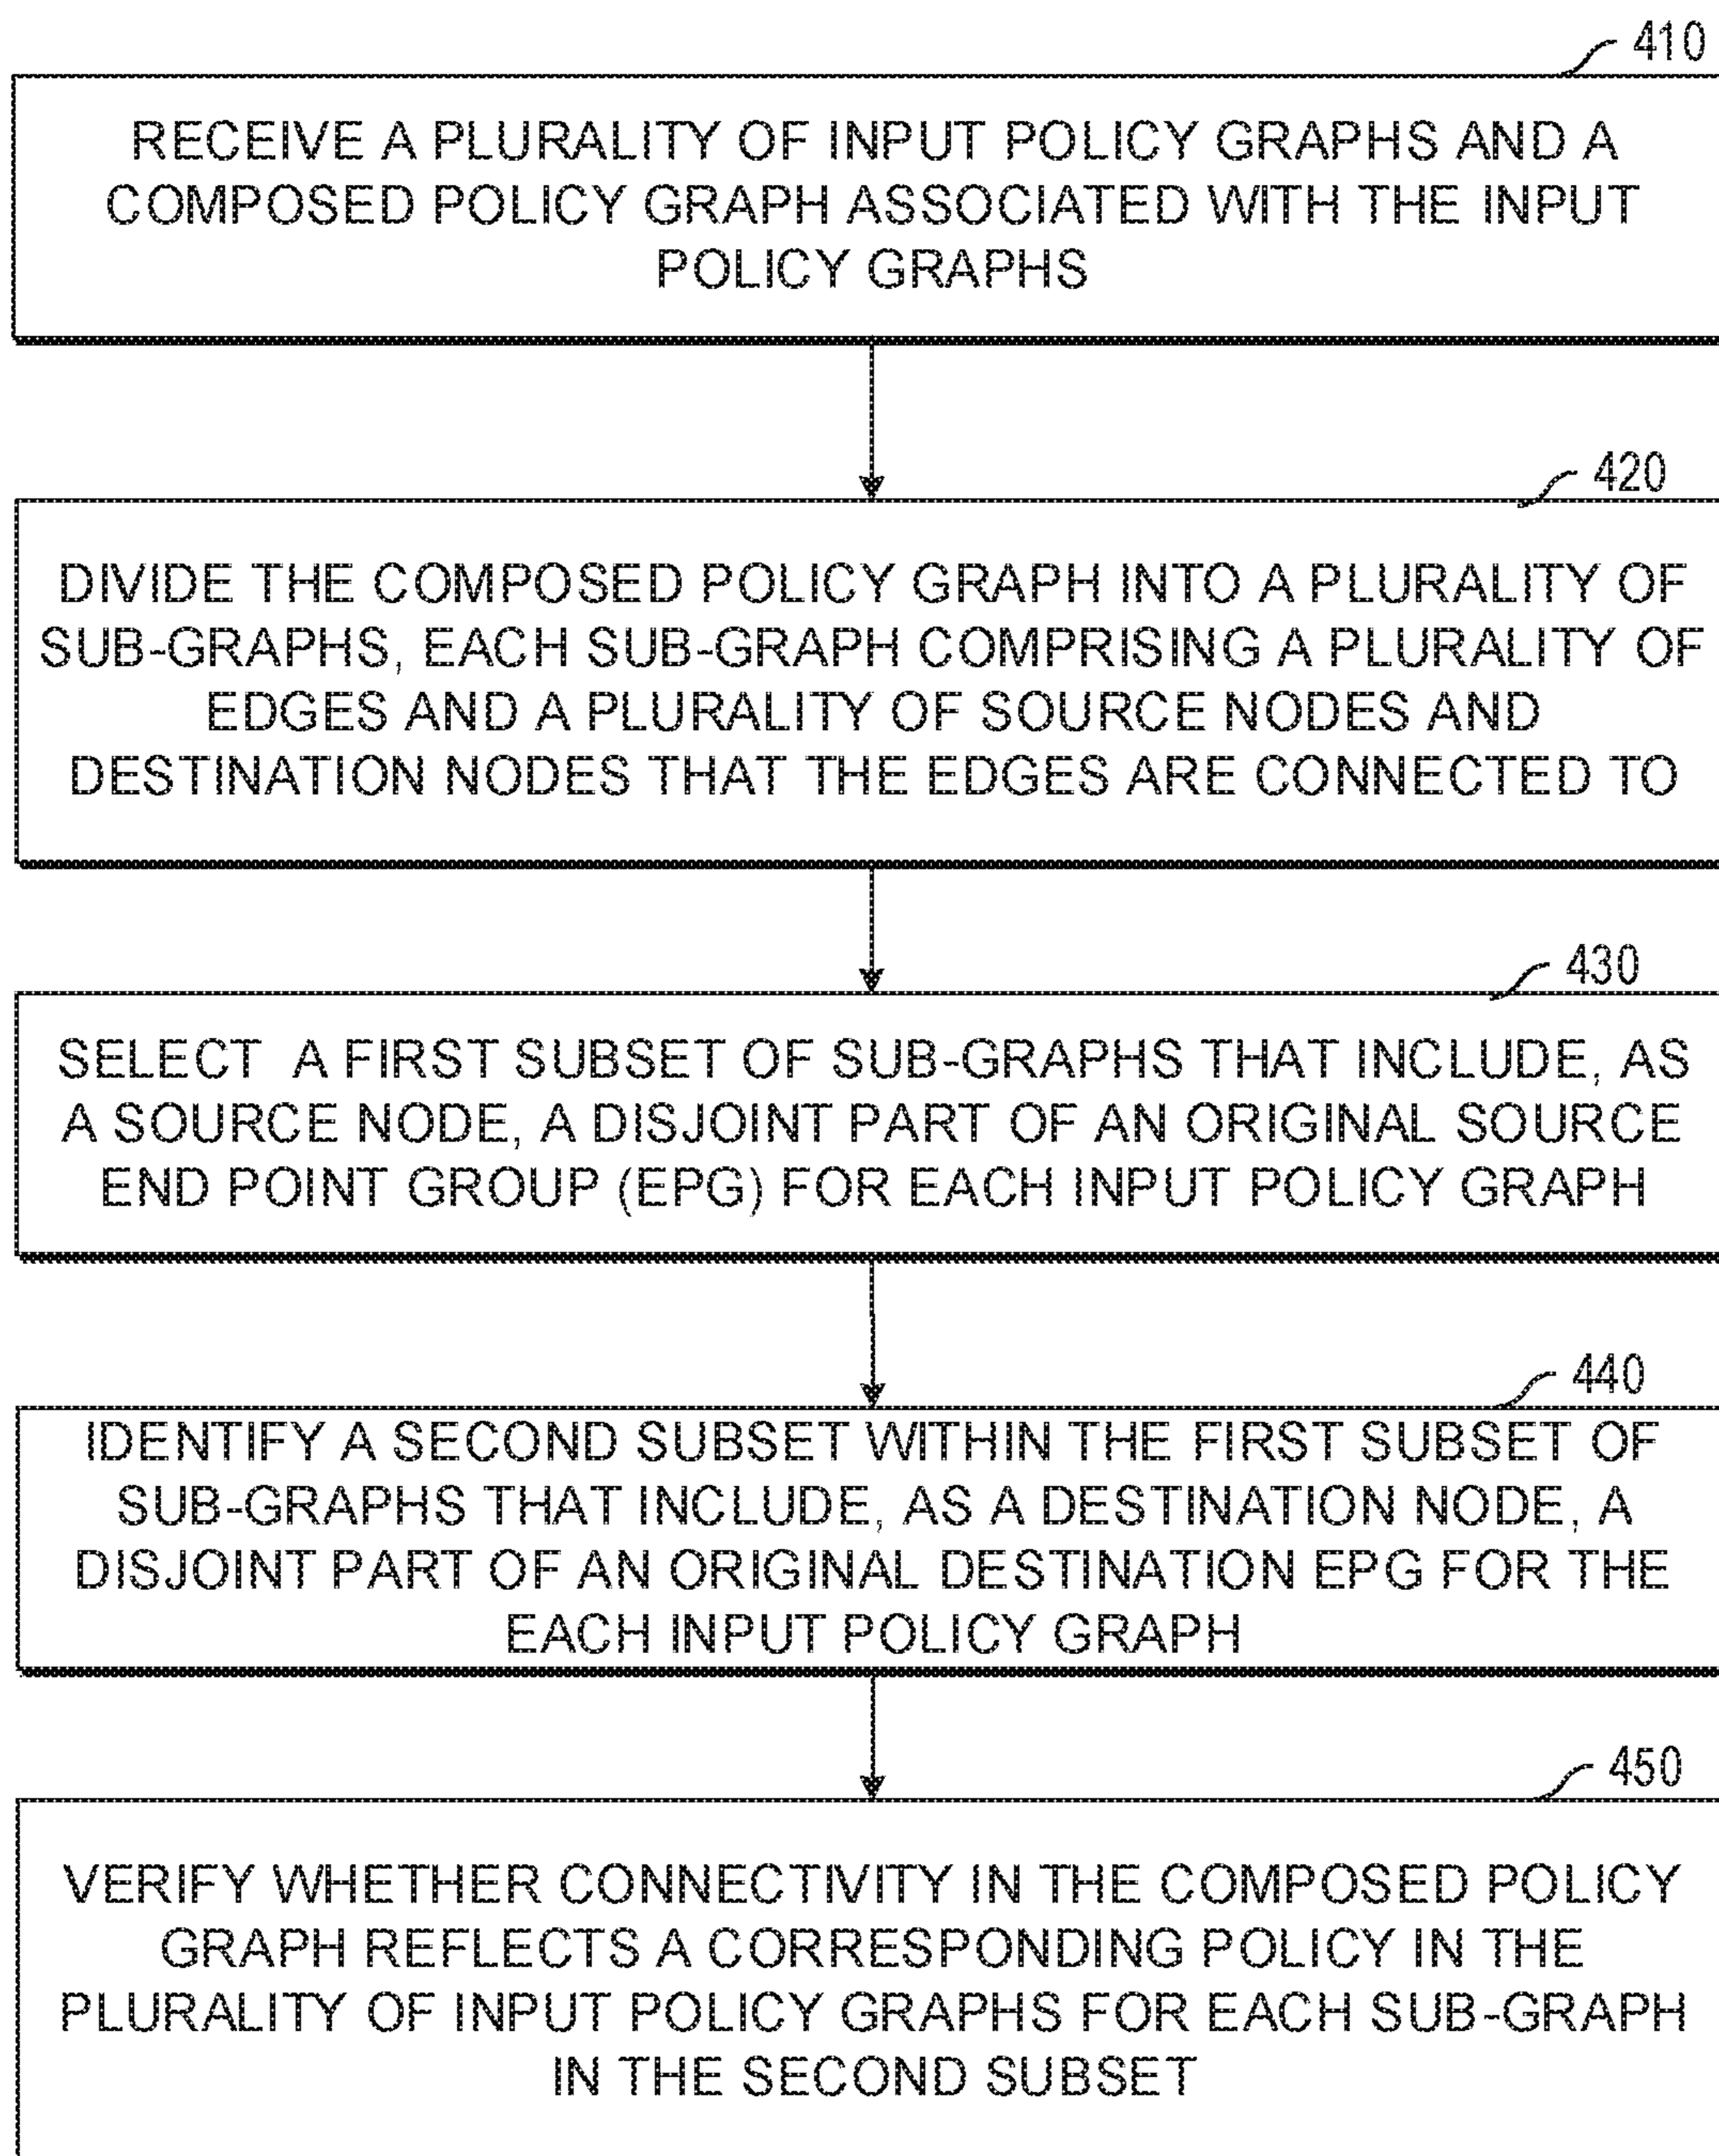 410
RECEIVE A PLURALITY OF INPUT POLICY GRAPHS AND A
COMPOSED POLICY GRAPH ASSOCIATED WITH THE INPUT
POLICY GRAPHS
420
DIVIDE THE COMPOSED POLICY GRAPH INTO A PLURALITY OF
SUB-GRAPHS, EACH SUB-GRAPH COMPRISING A PLURALITY OF
EDGES AND A PLURALITY OF SOURCE NODES AND
DESTINATION NODES THAT THE EDGES ARE CONNECTED TO
430
SELECT A FIRST SUBSET OF SUB-GRAPHS THAT INCLUDE, AS
A SOURCE NODE, A DISJOINT PART OF AN ORIGINAL SOURCE
END POINT GROUP (EPG) FOR EACH INPUT POLICY GRAPH
440
IDENTIFY A SECOND SUBSET WITHIN THE FIRST SUBSET OF
SUB-GRAPHS THAT INCLUDE, AS A DESTINATION NODE, A
DISJOINT PART OF AN ORIGINAL DESTINATION EPG FOR THE
EACH INPUT POLICY GRAPH
450
VERIFY WHETHER CONNECTIVITY IN THE COMPOSED POLICY
GRAPH REFLECTS A CORRESPONDING POLICY IN THE
PLURALITY OF INPUT POLICY GRAPHS FOR EACH SUB-GRAPH
IN THE SECOND SUBSET